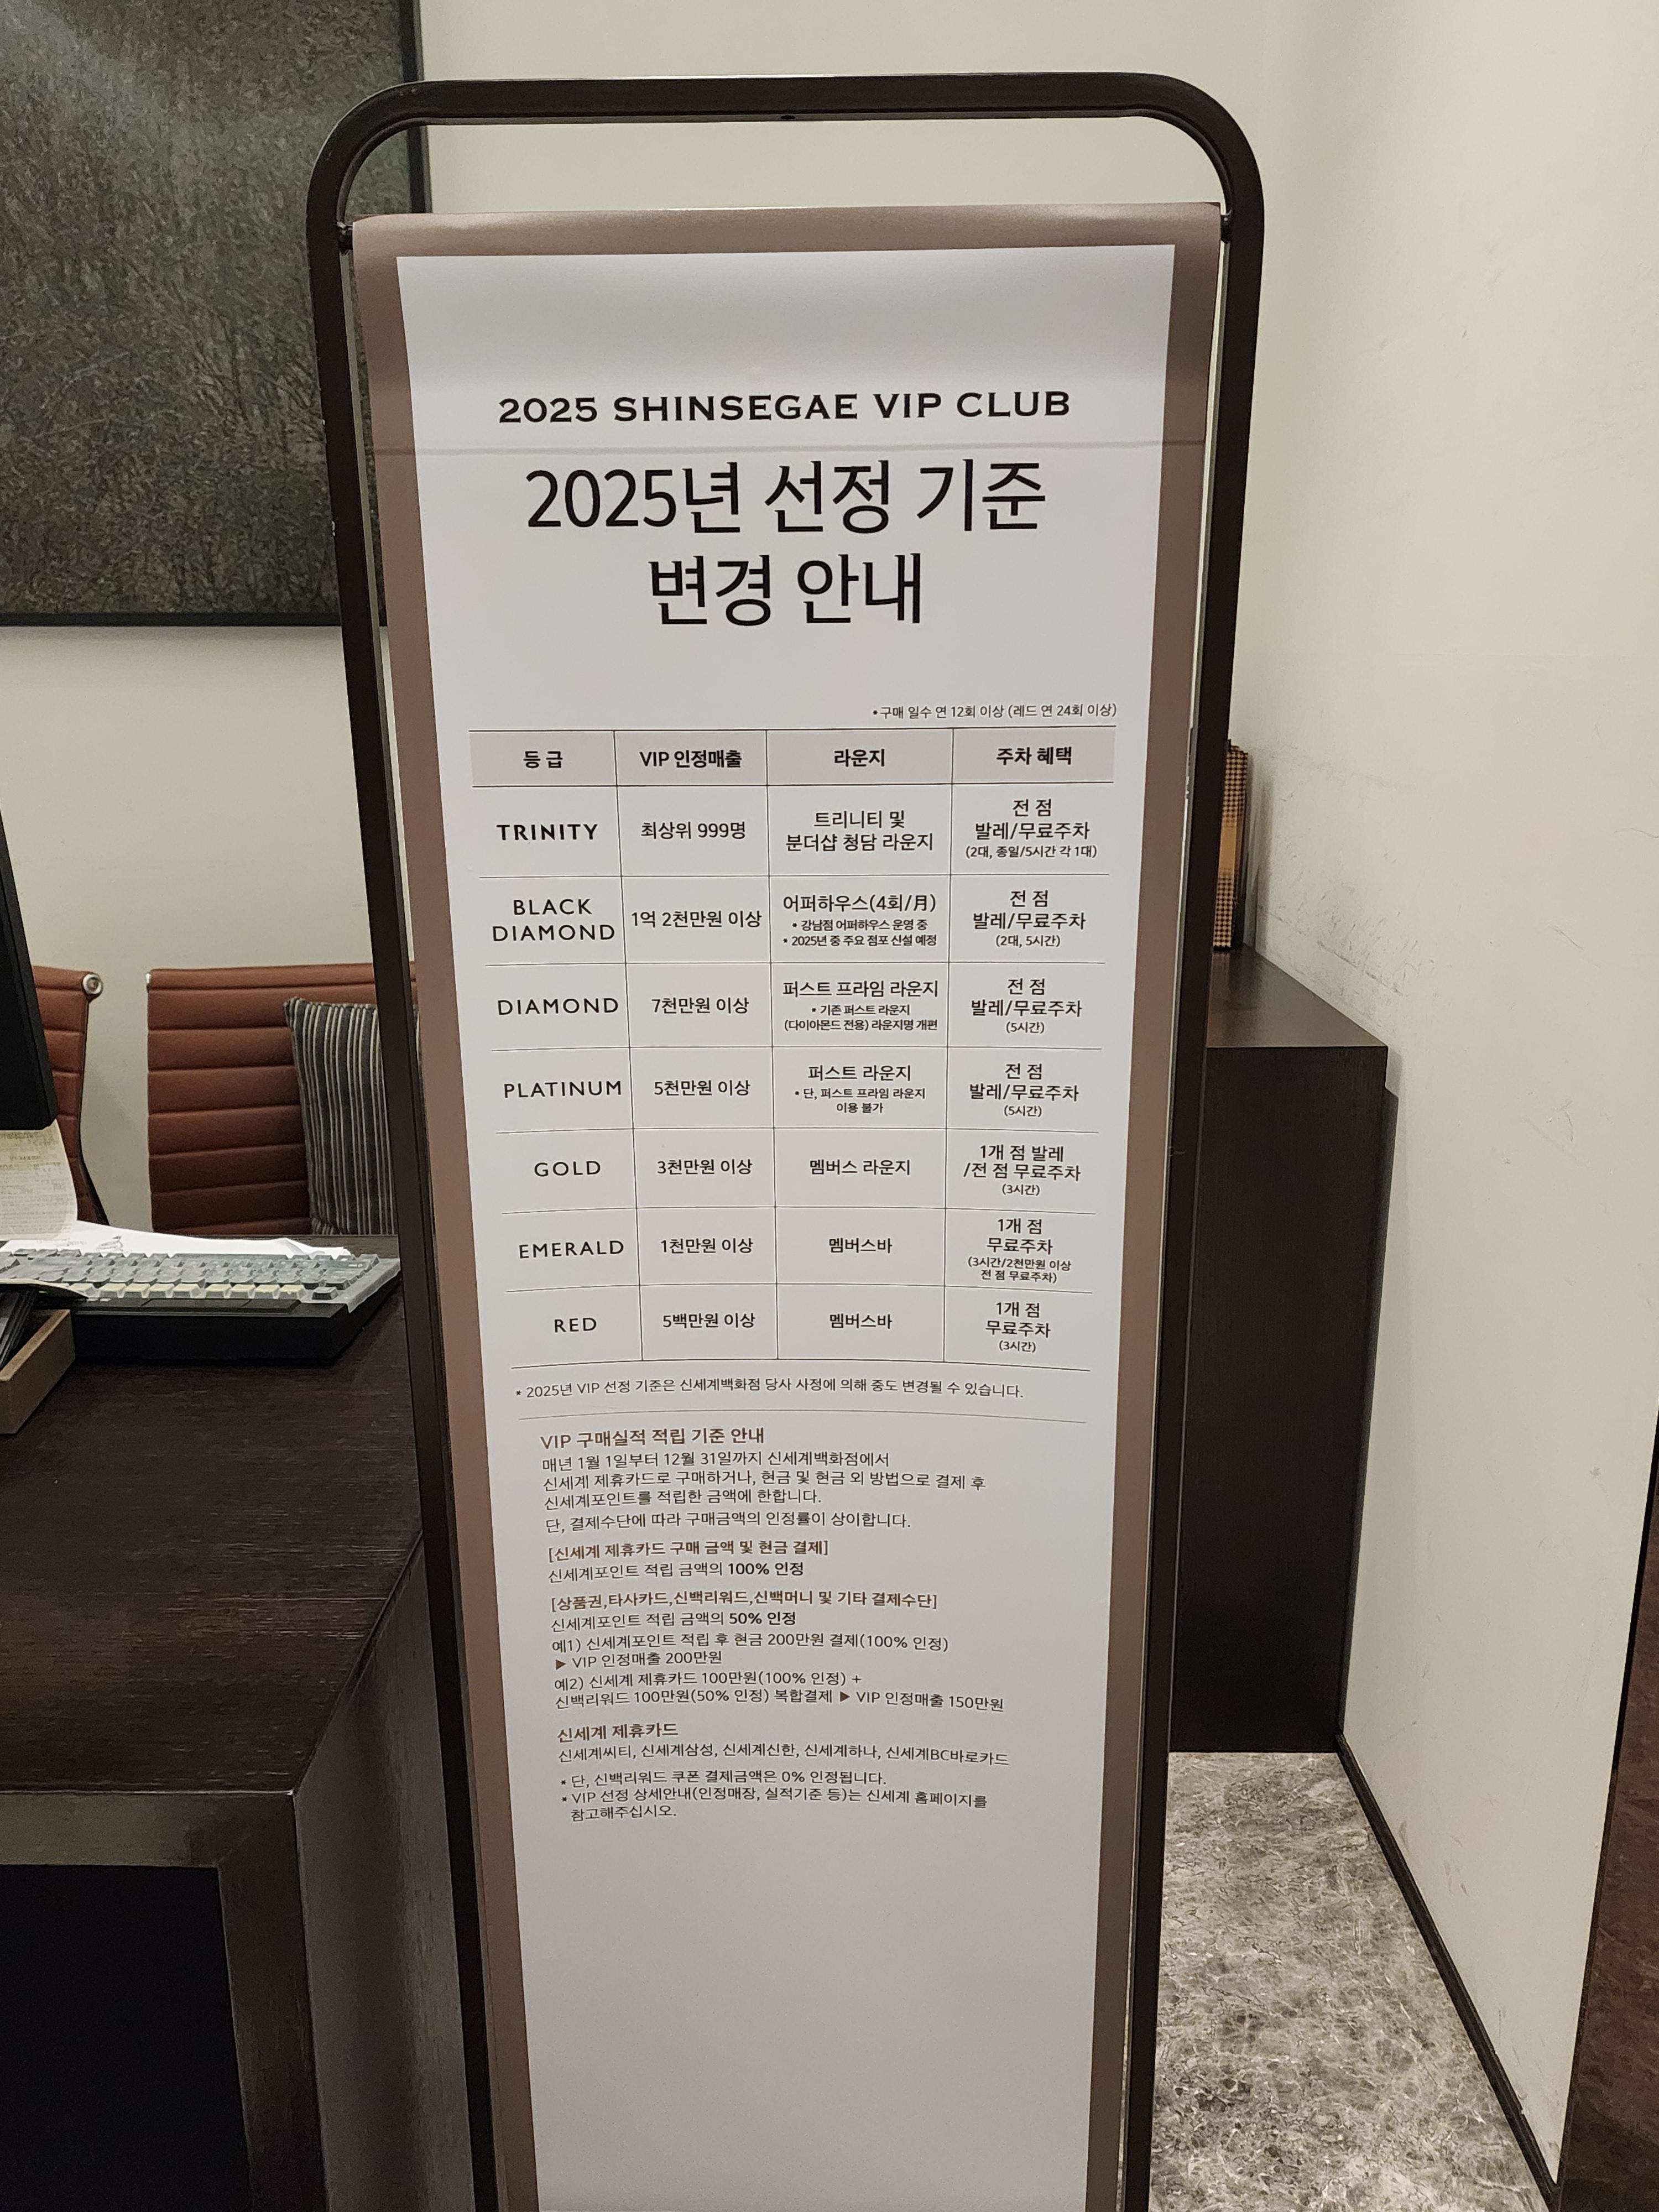 2025 SHINSEGAE VIP CLUB
2025년 선정 기준
변경 안내
• 구매 일수 연 12회 이상 (레드 연 24회 이상)
등 급 VIP 인정매출 라운지 주차 혜택
TRINITY
최상위 999명
트리니티 및
분더샵 청담 라운지
전 점
발레/무료주차
(2대, 종일/5시간 각 1대)
BLACK
DIAMOND
1억 2천만원 이상
어퍼하우스(4회/月)
• 강남점 어퍼하우스 운영 중
• 2025년 중 주요 점포 신설 예정
전 점
발레/무료주차
(2대, 5시간)
DIAMOND
7천만원 이상
퍼스트 프라임 라운지
• 기존 퍼스트 라운지
(다이아몬드 전용) 라운지명 개편
전 점
발레/무료주차
(5시간)
PLATINUM
5천만원 이상
퍼스트 라운지
• 단, 퍼스트 프라임 라운지
이용 불가
전 점
발레/무료주차
(5시간)
GOLD
3천만원 이상
멤버스 라운지
1개 점 발레
/전 점 무료주차
(3시간)
EMERALD
1천만원 이상
멤버스바
1개 점
무료주차
(3시간/2천만원 이상
전 점 무료주차)
RED
5백만원 이상
멤버스바
1개 점
무료주차
(3시간)
* 2025년 VIP 선정 기준은 신세계백화점 당사 사정에 의해 중도 변경될 수 있습니다.
VIP 구매실적 적립 기준 안내
매년 1월 1일부터 12월 31일까지 신세계백화점에서
신세계 제휴카드로 구매하거나, 현금 및 현금 외 방법으로 결제 후
신세계포인트를 적립한 금액에 한합니다.
단, 결제수단에 따라 구매금액의 인정률이 상이합니다.
[신세계 제휴카드 구매 금액 및 현금 결제]
신세계포인트 적립 금액의 100% 인정
[상품권,타사카드,신백리워드,신백머니 및 기타 결제수단]
신세계포인트 적립 금액의 50% 인정
예1) 신세계포인트 적립 후 현금 200만원 결제(100% 인정)
▶ VIP 인정매출 200만원
예2) 신세계 제휴카드 100만원(100% 인정) +
신백리워드 100만원(50% 인정) 복합결제 ▶ VIP 인정매출 150만원
신세계 제휴카드
신세계씨티, 신세계삼성, 신세계신한, 신세계하나, 신세계BC바로카드
* 단, 신백리워드 쿠폰 결제금액은 0% 인정됩니다.
* VIP 선정 상세안내(인정매장, 실적기준 등)는 신세계 홈페이지를
참고해주십시오.